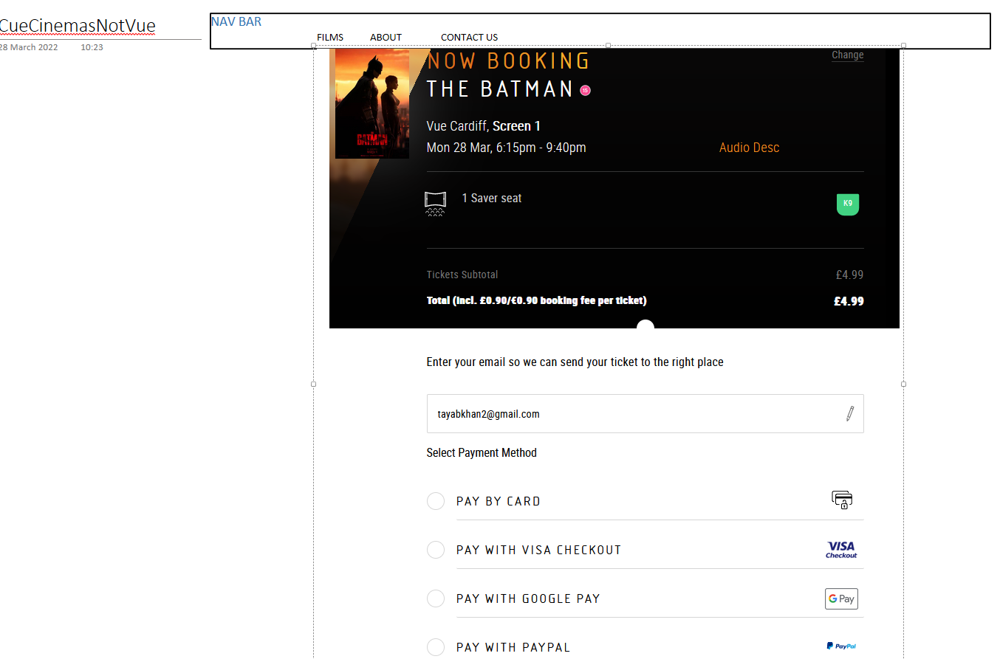 CueCinemasNotVue
28 March 2022 10:23
NAV BAR
FILMS ABOUT CONTACT US
NOW BOOKING
Change
THE BATMAN 15
Vue Cardiff, Screen 1
Mon 28 Mar, 6:15pm - 9:40pm Audio Desc
THE
BATMAN
1 Saver seat K9
Tickets Subtotal £4.99
Total (incl. £0.90/€0.90 booking fee per ticket) £4.99
Enter your email so we can send your ticket to the right place
tayabkhan2@gmail.com
Select Payment Method
PAY BY CARD
PAY WITH VISA CHECKOUT VISA
Checkout
PAY WITH GOOGLE PAY G Pay
PAY WITH PAYPAL PayPal